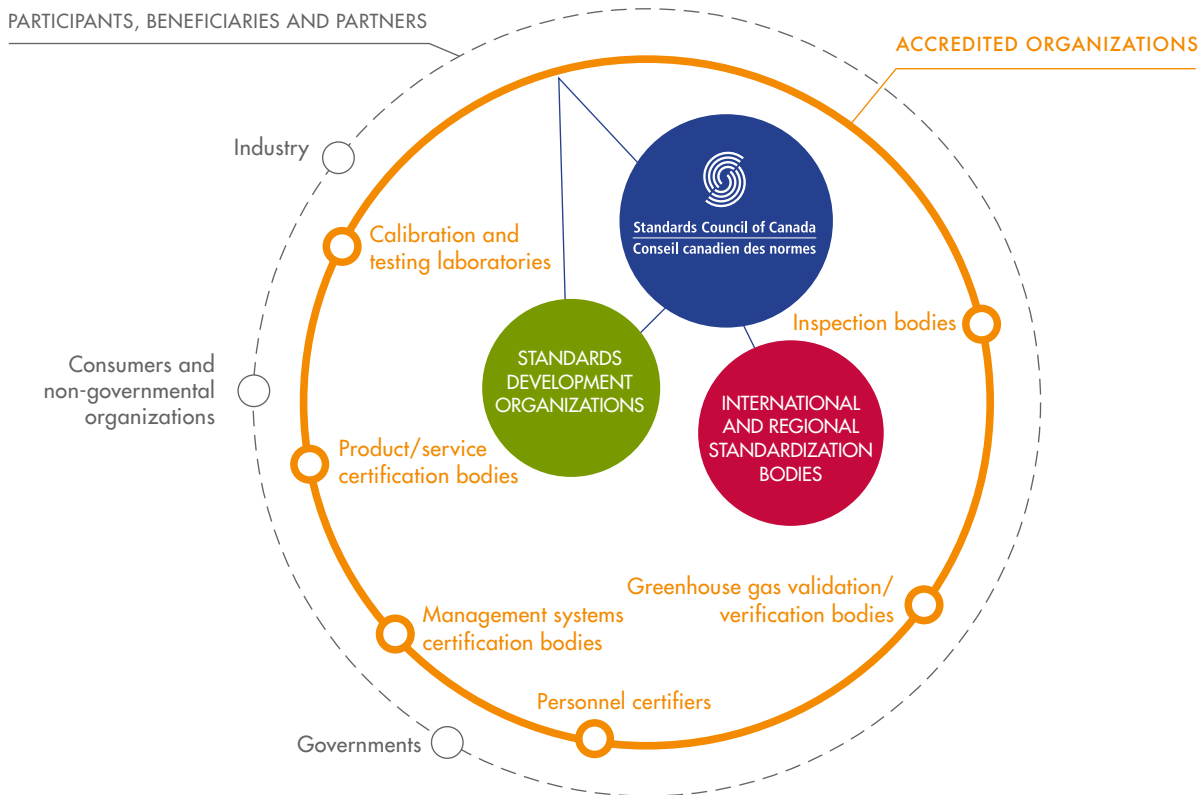 PARTICIPANTS, BENEFICIARIES AND PARTNERS
ACCREDITED ORGANIZATIONS
Industry
Standards Council of Canada
Conseil canadien des normes
Calibration and
testing laboratories
Inspection bodies
Consumers and
non-governmental
organizations
STANDARDS
DEVELOPMENT
ORGANIZATIONS
INTERNATIONAL
AND REGIONAL
STANDARDIZATION
BODIES
Product/service
certification bodies
Greenhouse gas validation/
verification bodies
Management systems
certification bodies
Personnel certifiers
Governments